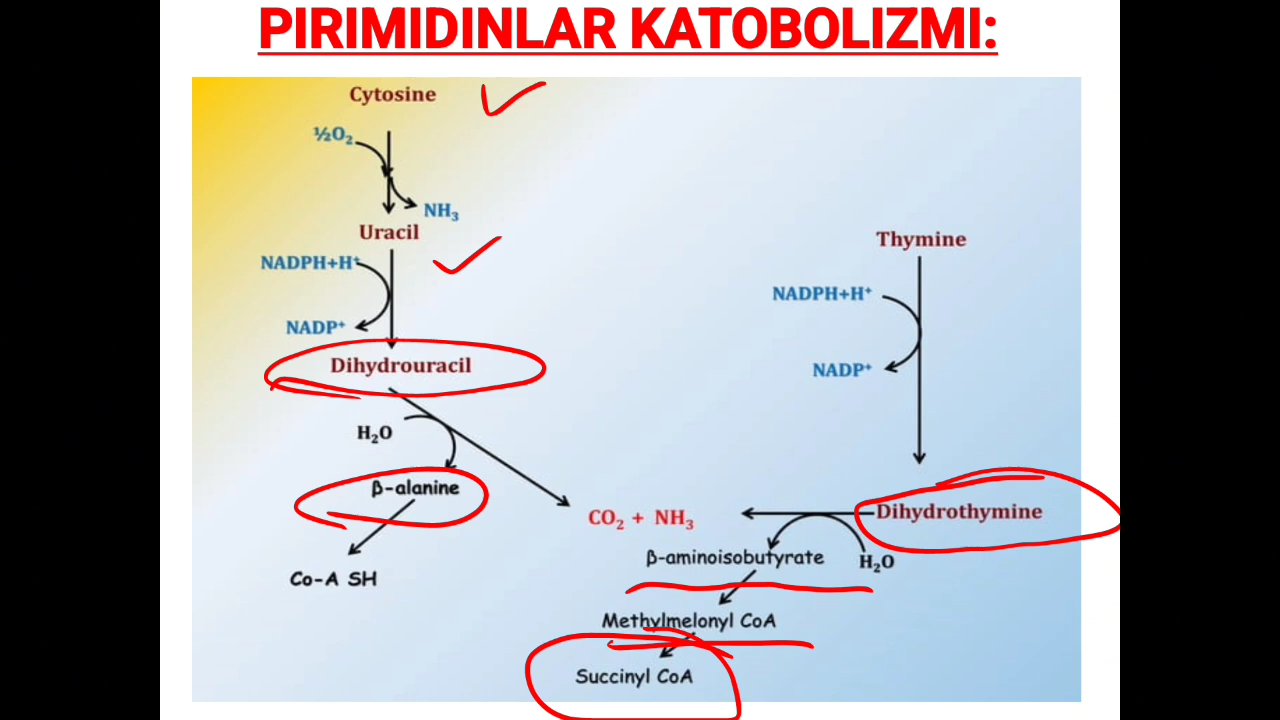 PIRIMIDINLAR KATOBOLIZMI:
Cytosine
½O₂
NH₃
Uracil
NADPH+H⁺
NADP⁺
Dihydrouracil
H₂O
β-alanine
Co-A SH
CO₂ + NH₃
Thymine
NADPH+H⁺
NADP⁺
Dihydrothymine
H₂O
β-aminoisobutyrate
Methylmelonyl CoA
Succinyl CoA